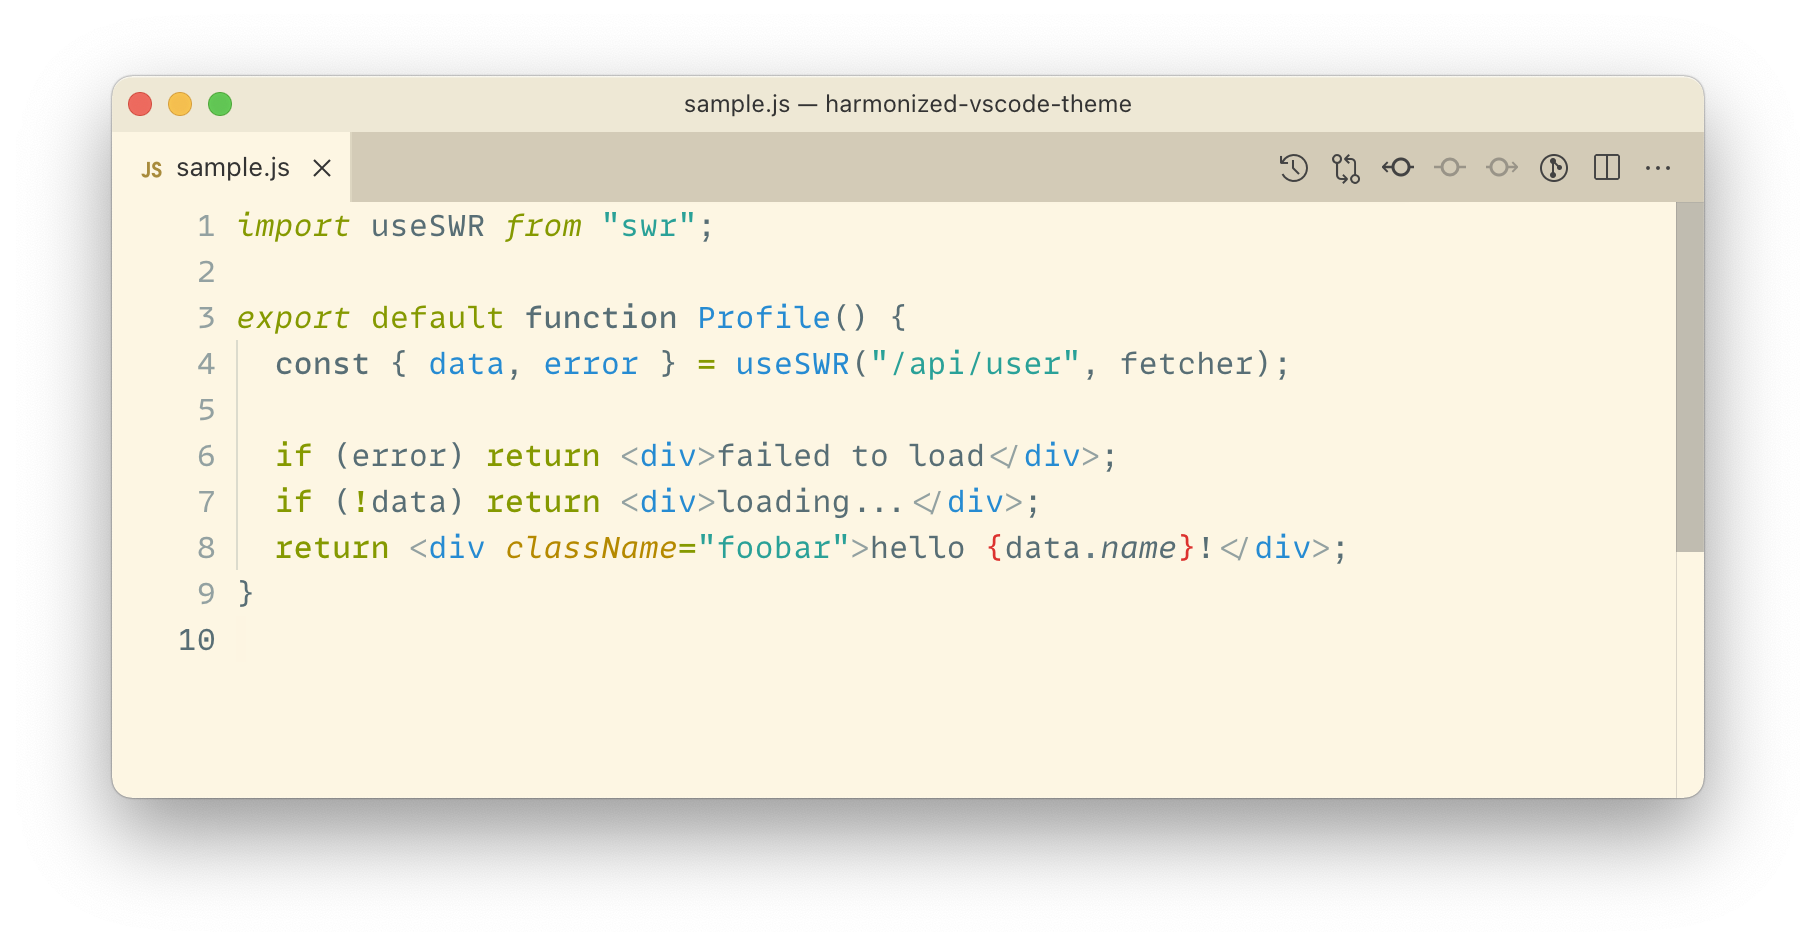 sample.js — harmonized-vscode-theme
JS sample.js
1 import useSWR from "swr";
2
3 export default function Profile() {
4   const { data, error } = useSWR("/api/user", fetcher);
5
6   if (error) return <div>failed to load</div>;
7   if (!data) return <div>loading...</div>;
8   return <div className="foobar">hello {data.name}!</div>;
9 }
10